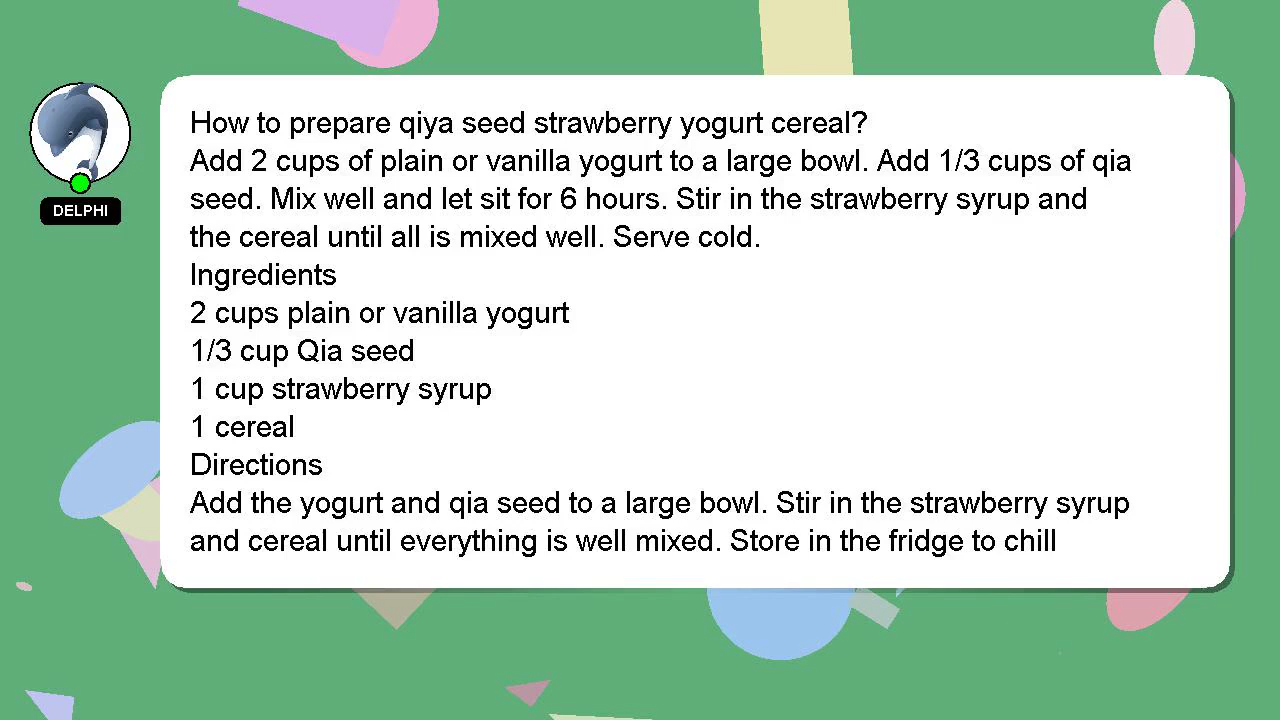 How to prepare qiya seed strawberry yogurt cereal?
Add 2 cups of plain or vanilla yogurt to a large bowl. Add 1/3 cups of qia
seed. Mix well and let sit for 6 hours. Stir in the strawberry syrup and
the cereal until all is mixed well. Serve cold.
Ingredients
2 cups plain or vanilla yogurt
1/3 cup Qia seed
1 cup strawberry syrup
1 cereal
Directions
Add the yogurt and qia seed to a large bowl. Stir in the strawberry syrup
and cereal until everything is well mixed. Store in the fridge to chill
DELPHI